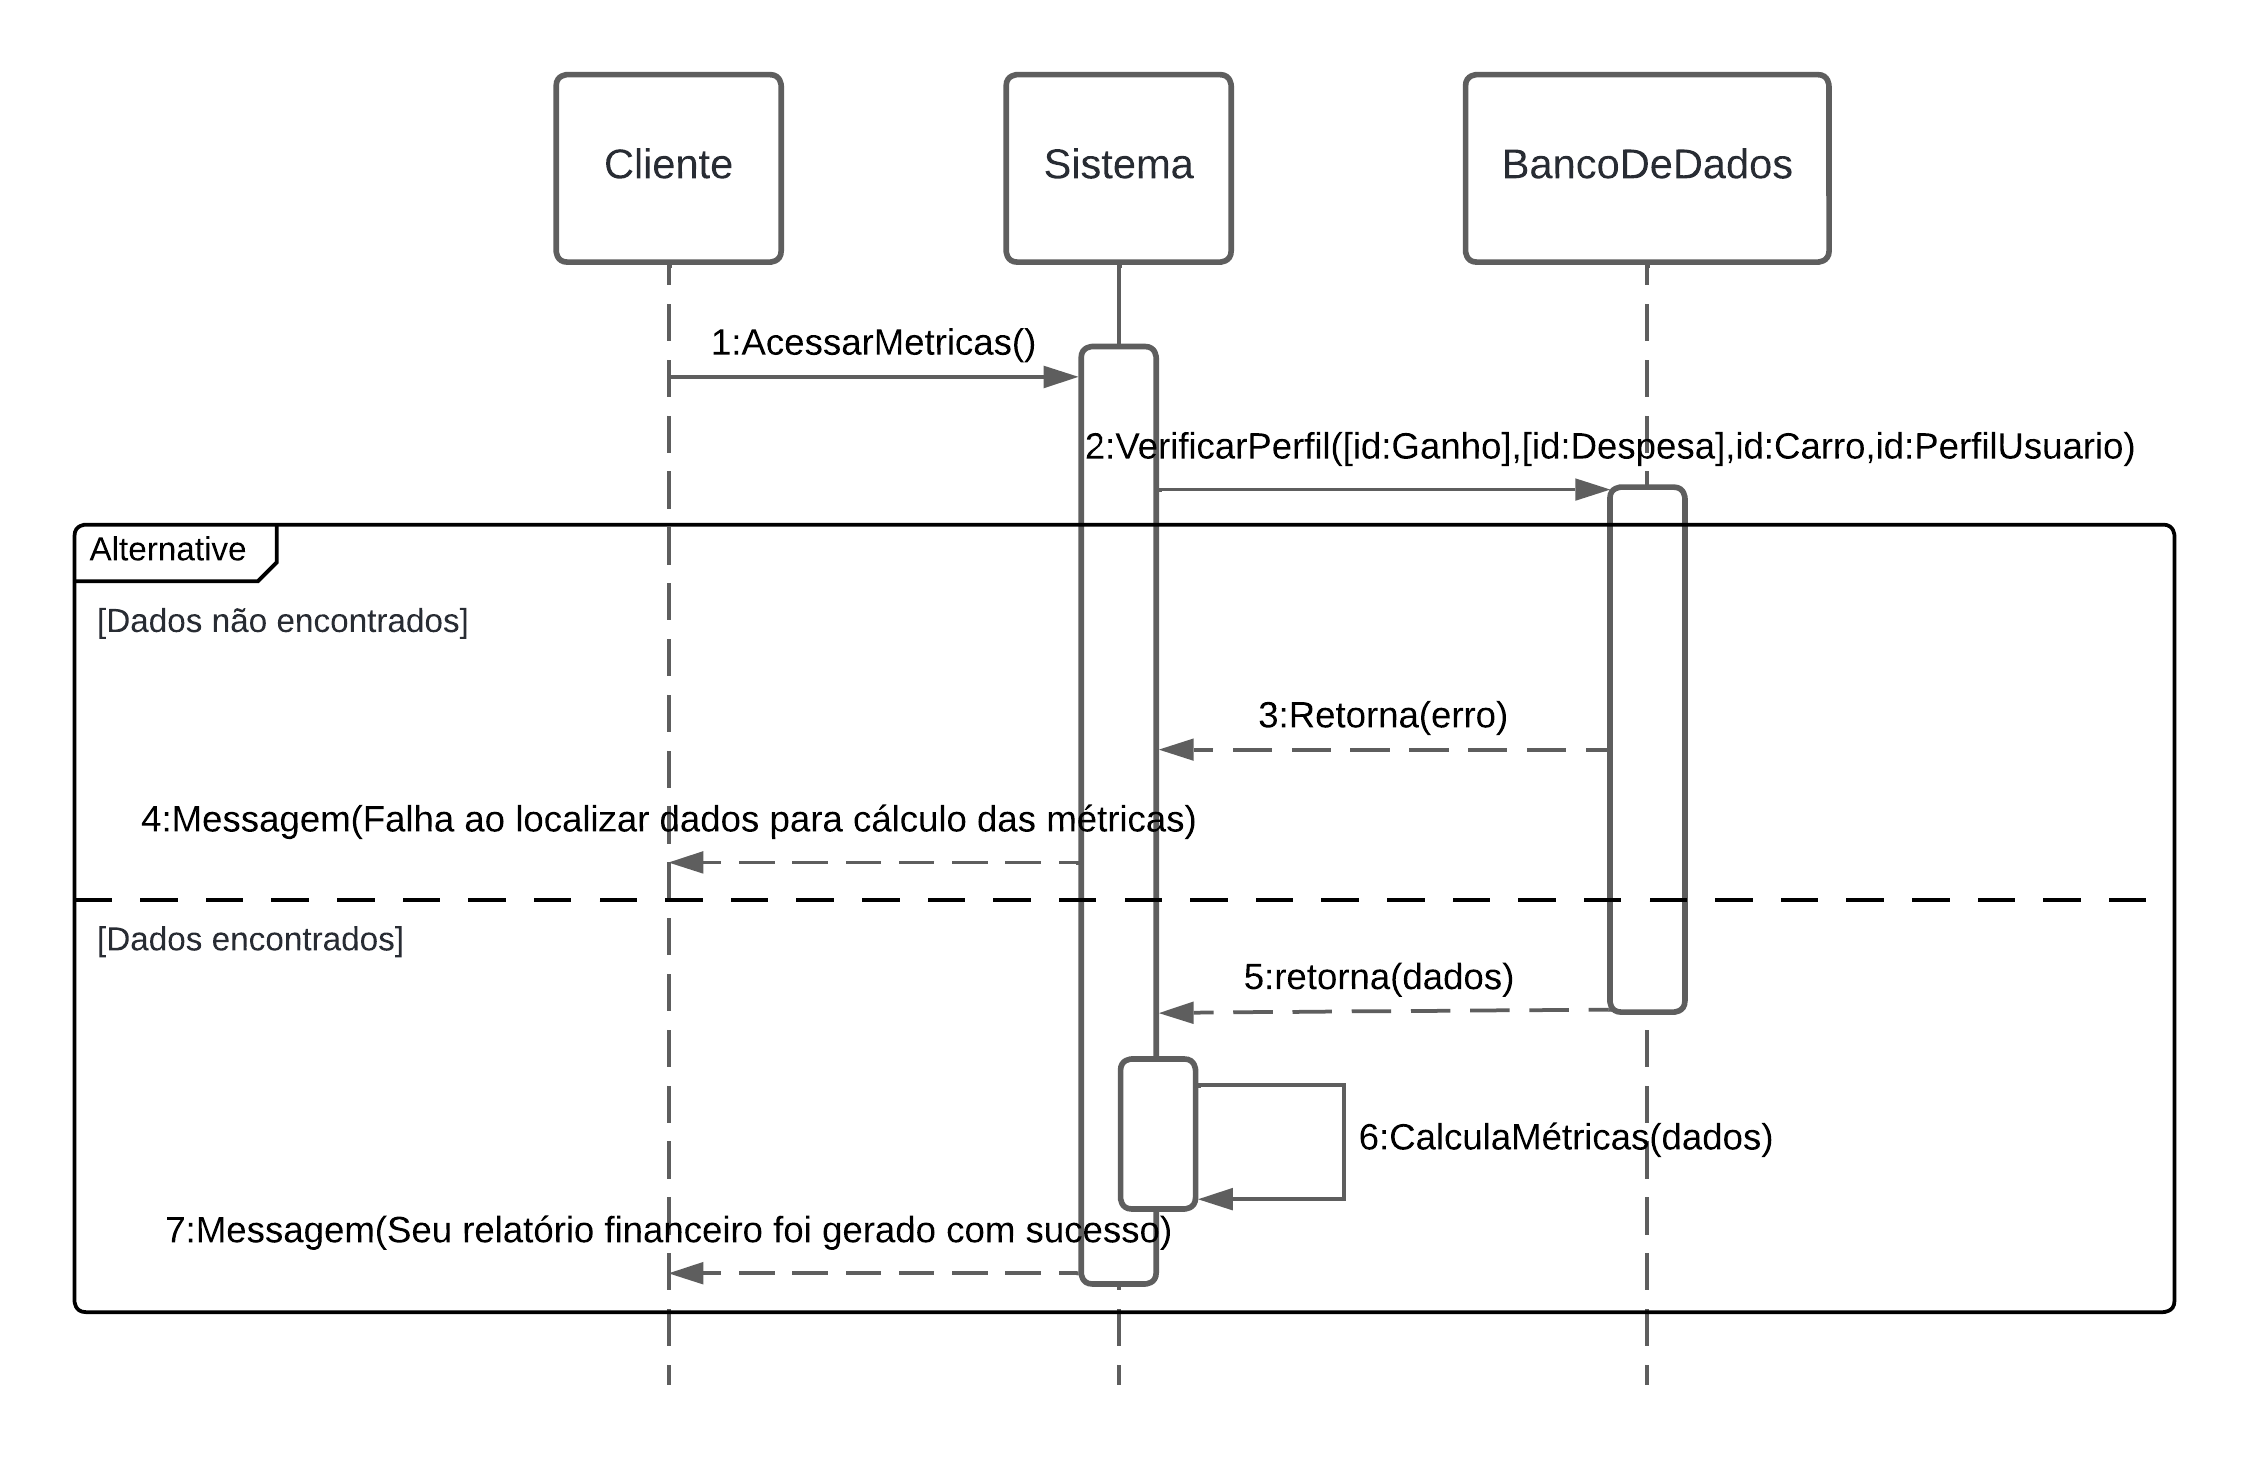 Cliente
Sistema
BancoDeDados
1:AcessarMetricas()
2:VerificarPerfil([id:Ganho],[id:Despesa],id:Carro,id:PerfilUsuario)
Alternative
[Dados não encontrados]
3:Retorna(erro)
4:Messagem(Falha ao localizar dados para cálculo das métricas)
[Dados encontrados]
5:retorna(dados)
6:CalculaMétricas(dados)
7:Messagem(Seu relatório financeiro foi gerado com sucesso)